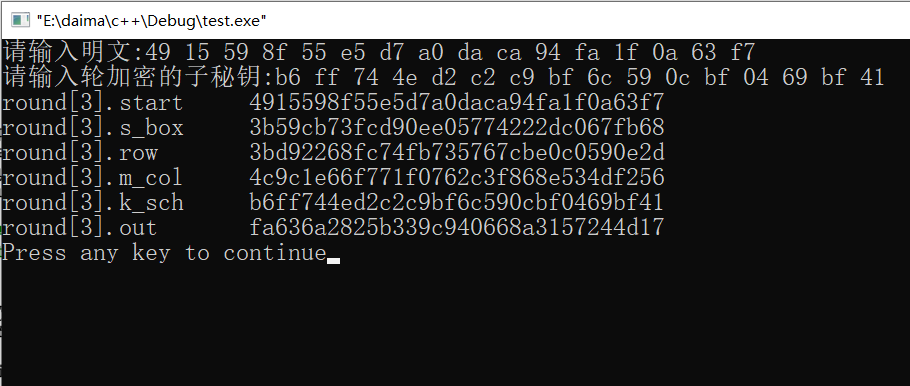 "E:\daima\c++\Debug\test.exe"
请输入明文:49 15 59 8f 55 e5 d7 a0 da ca 94 fa 1f 0a 63 f7
请输入轮加密的子秘钥:b6 ff 74 4e d2 c2 c9 bf 6c 59 0c bf 04 69 bf 41
round[3].start    4915598f55e5d7a0daca94fa1f0a63f7
round[3].s_box    3b59cb73fcd90ee05774222dc067fb68
round[3].row      3bd92268fc74fb735767cbe0c0590e2d
round[3].m_col    4c9c1e66f771f0762c3f868e534df256
round[3].k_sch    b6ff744ed2c2c9bf6c590cbf0469bf41
round[3].out      fa636a2825b339c940668a3157244d17
Press any key to continue